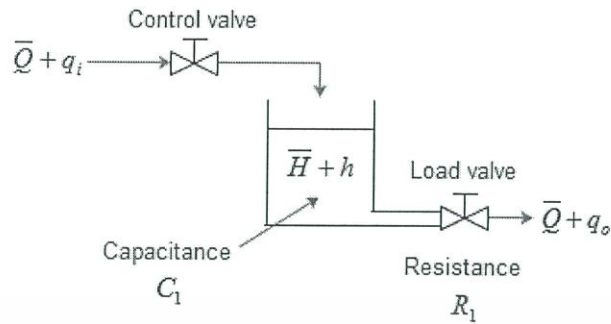 Control valve
Q̅ + qᵢ
H̅ + h
Load valve
Q̅ + qₒ
Capacitance
C₁
Resistance
R₁